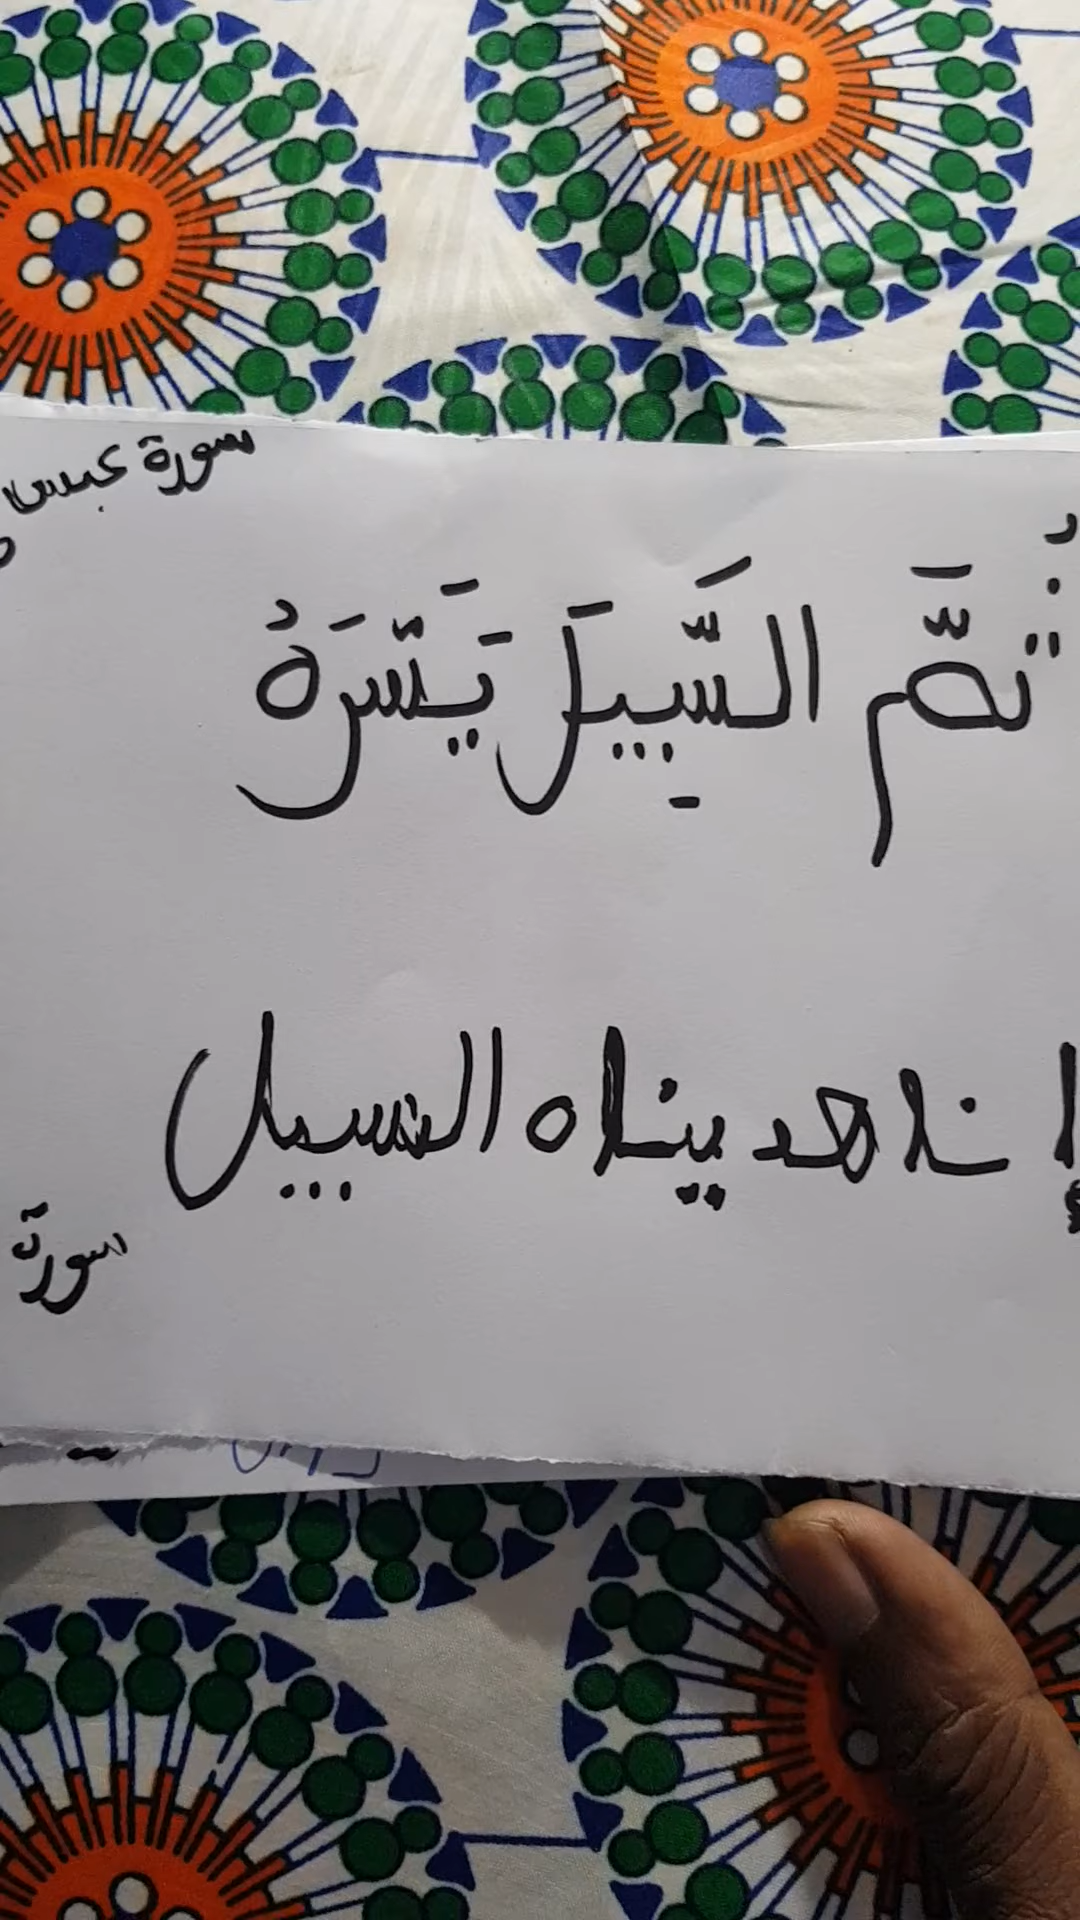 سورة عبس
ثُمَّ السَّبِيلَ يَسَّرَهُ
إنا هديناه السبيل
سورة